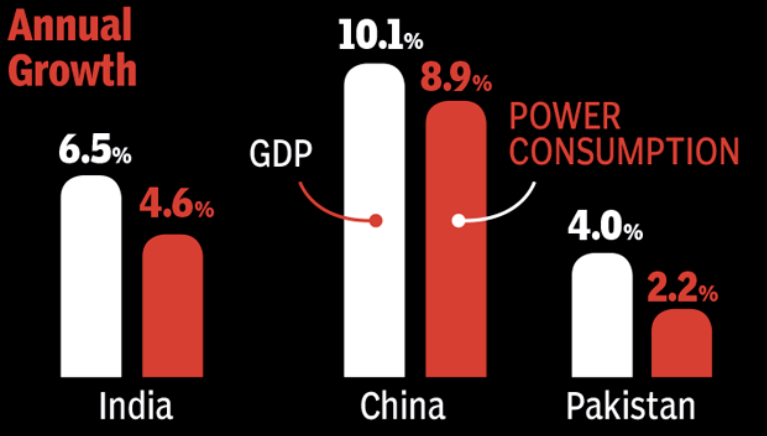 Annual
Growth
6.5%
4.6%
GDP
10.1%
8.9%
POWER
CONSUMPTION
4.0%
2.2%
India
China
Pakistan